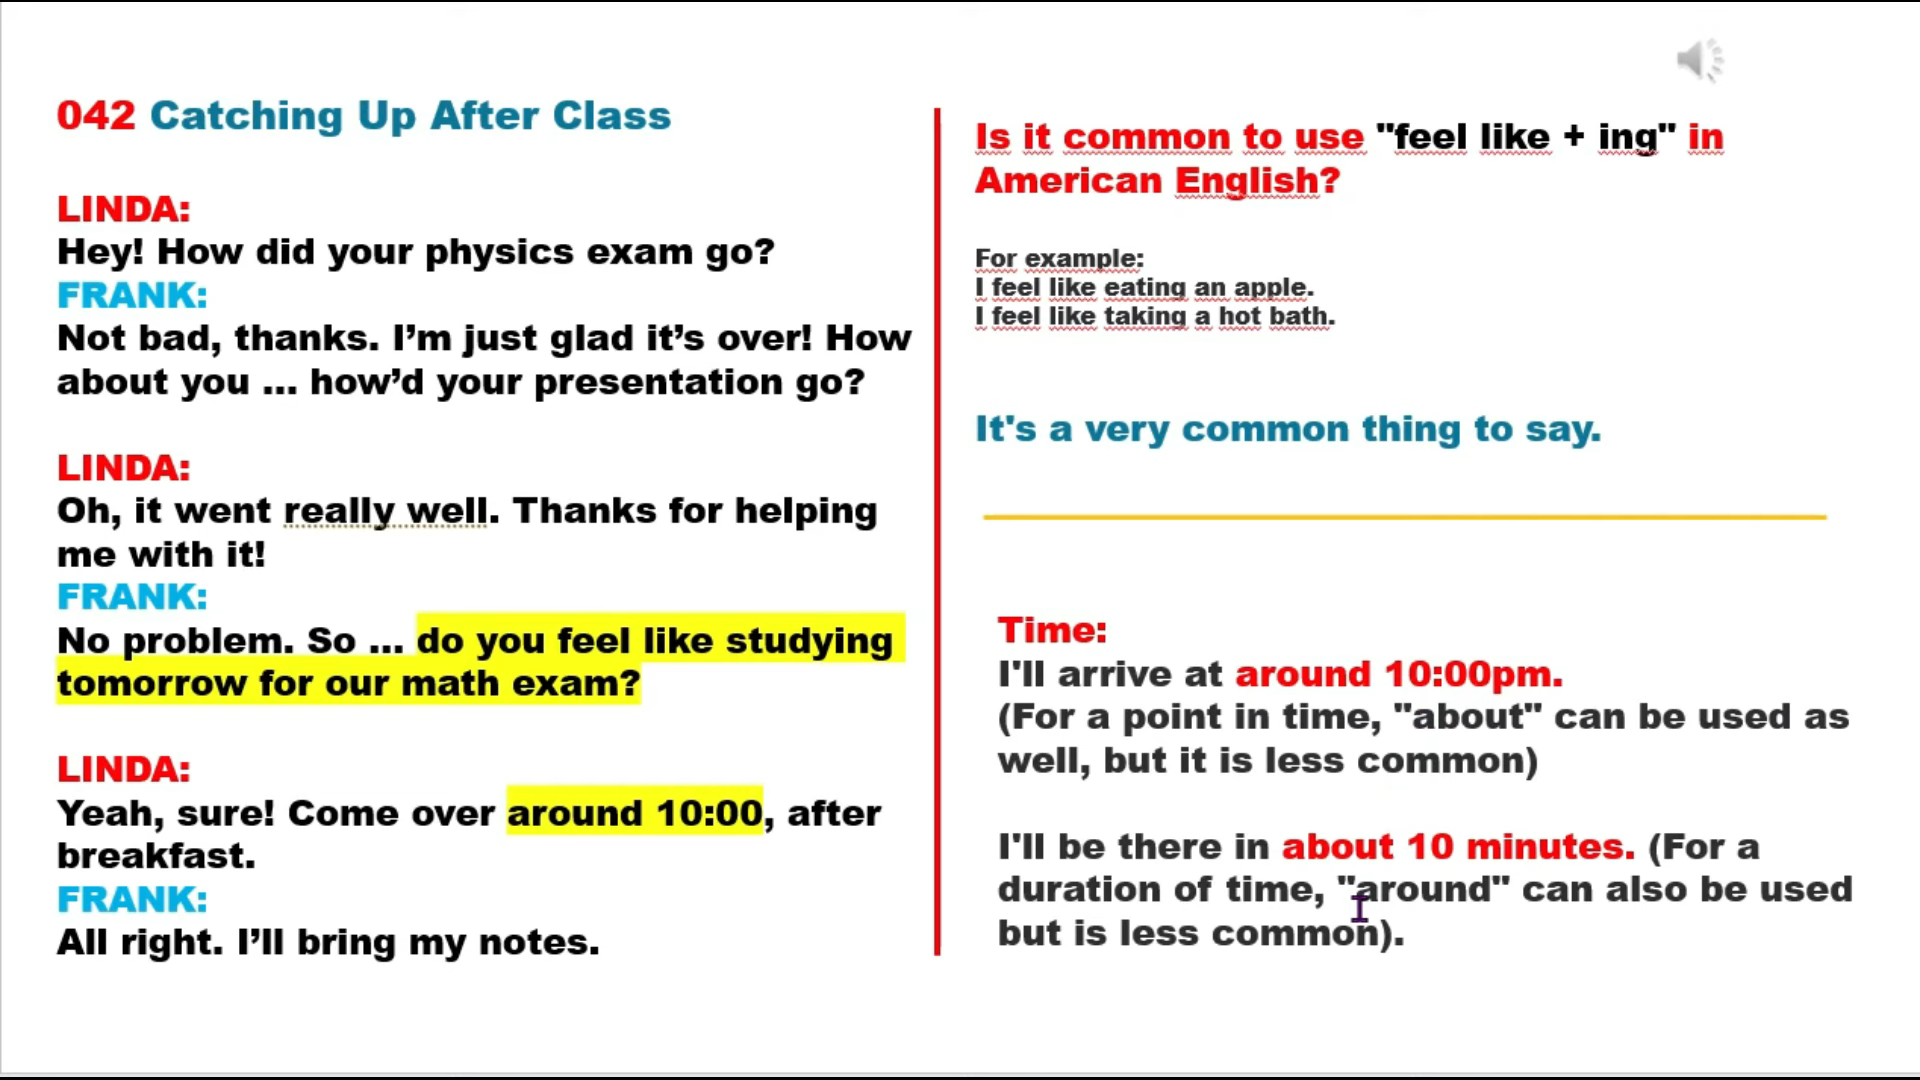 042 Catching Up After Class
LINDA:
Hey! How did your physics exam go?
FRANK:
Not bad, thanks. I’m just glad it’s over! How
about you ... how’d your presentation go?
LINDA:
Oh, it went really well. Thanks for helping
me with it!
FRANK:
No problem. So ... do you feel like studying
tomorrow for our math exam?
LINDA:
Yeah, sure! Come over around 10:00, after
breakfast.
FRANK:
All right. I’ll bring my notes.
Is it common to use "feel like + ing" in
American English?
For example:
I feel like eating an apple.
I feel like taking a hot bath.
It's a very common thing to say.
Time:
I'll arrive at around 10:00pm.
(For a point in time, "about" can be used as
well, but it is less common)
I'll be there in about 10 minutes. (For a
duration of time, "around" can also be used
but is less common).